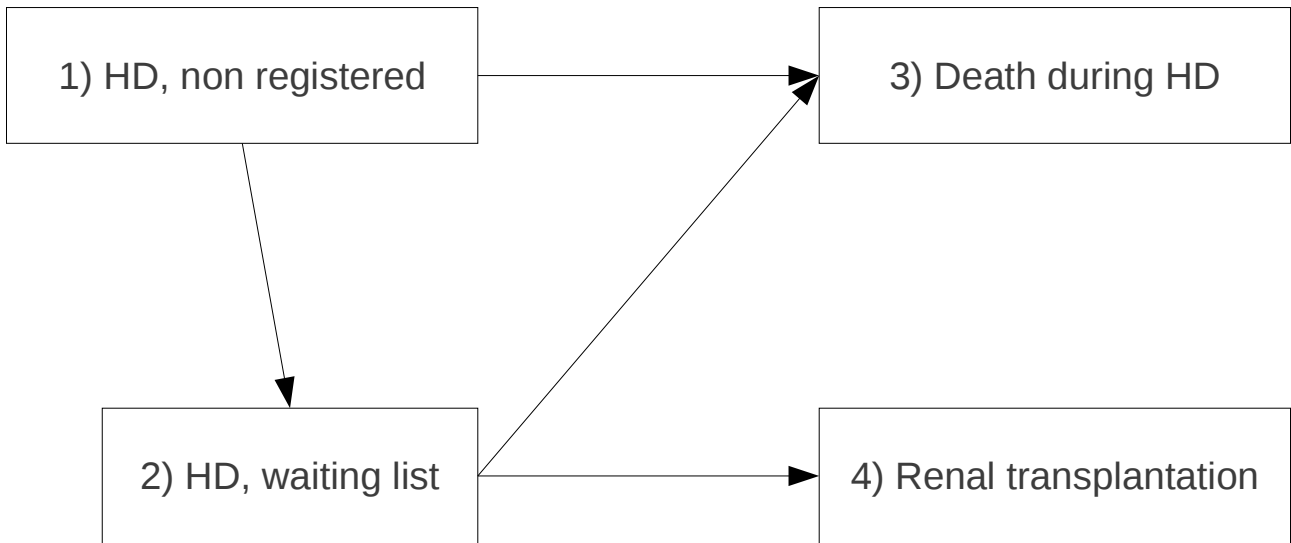 1) HD, non registered
3) Death during HD
2) HD, waiting list
4) Renal transplantation